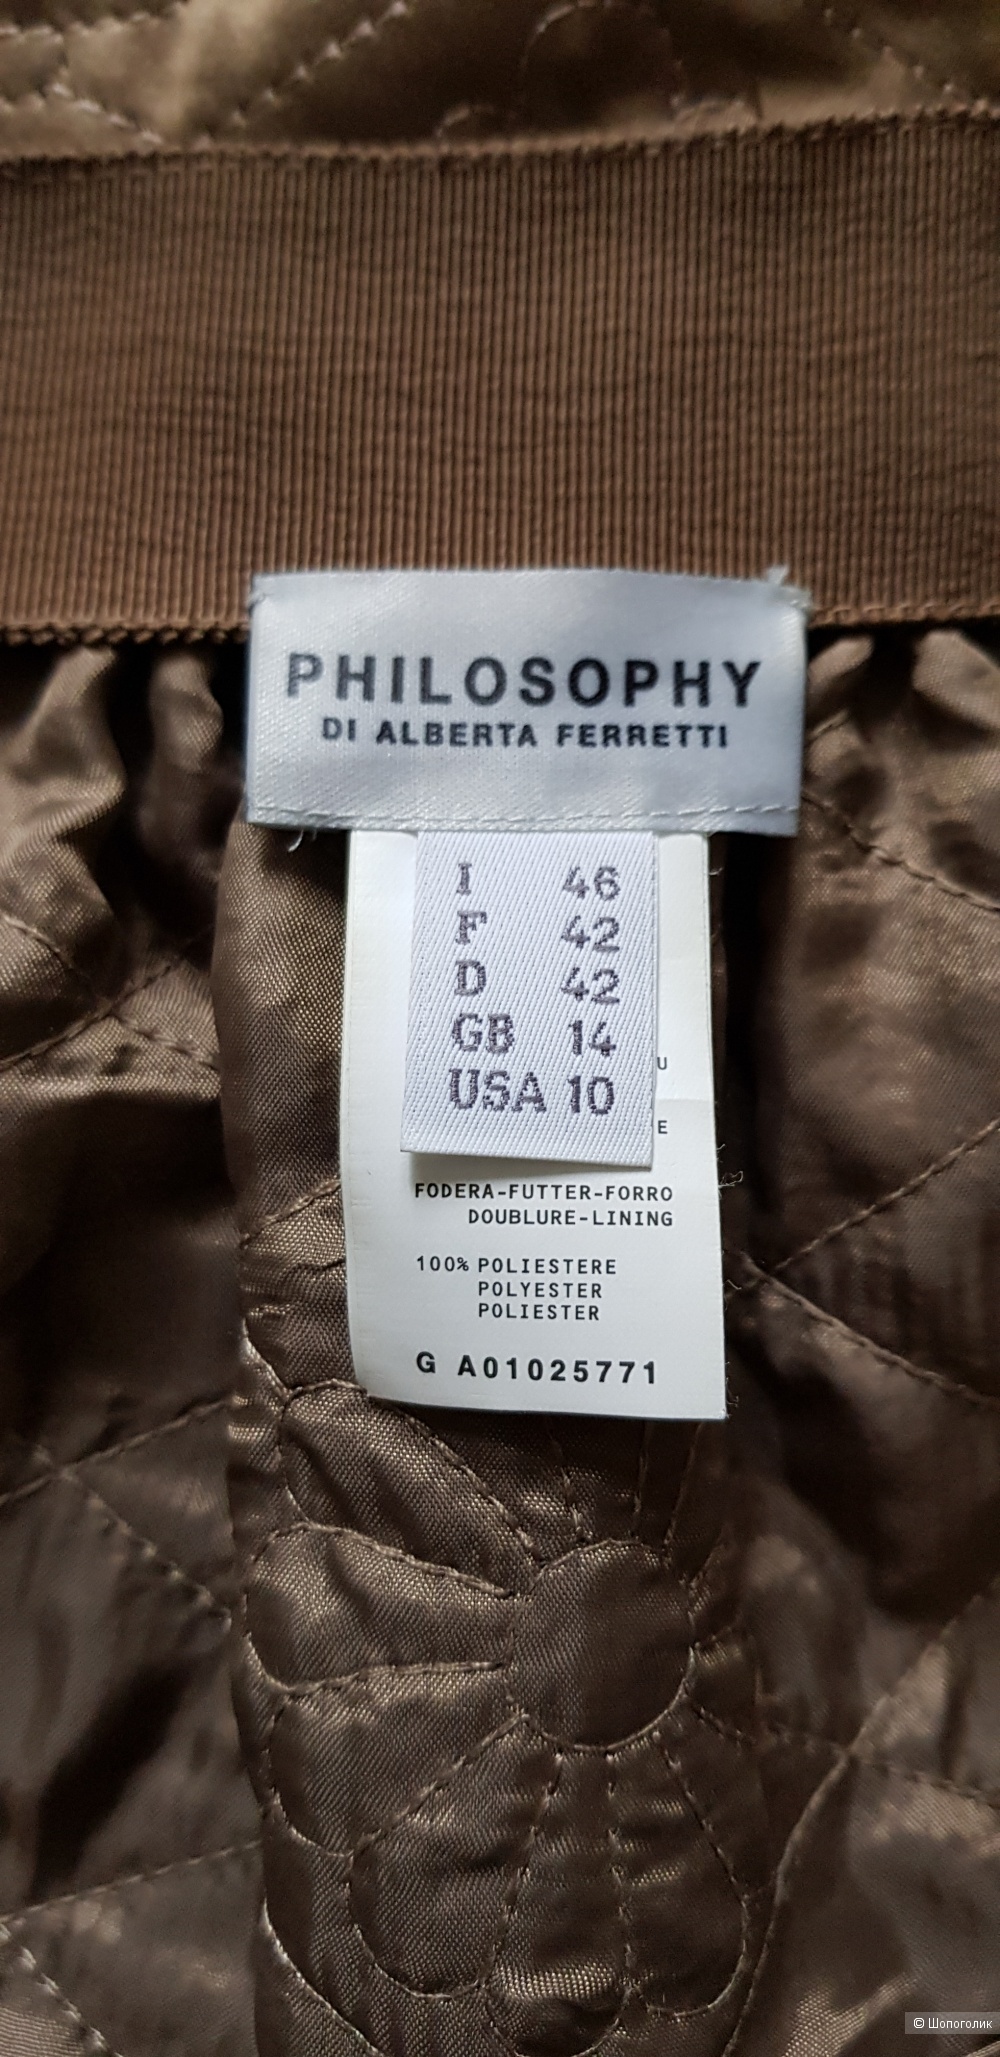 PHILOSOPHY
DI ALBERTA FERRETTI
I 46
F 42
D 42
GB 14
USA 10
U
E
FODERA-FUTTER-FORRO
DOUBLURE-LINING
100% POLIESTERE
POLYESTER
POLIESTER
G A01025771
© Шопоголик